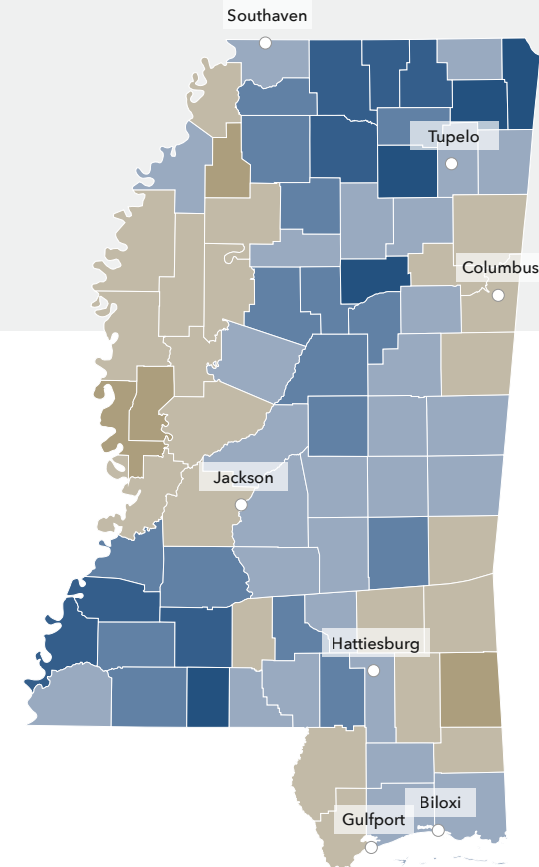 Southaven
Tupelo
Columbus
Jackson
Hattiesburg
Biloxi
Gulfport